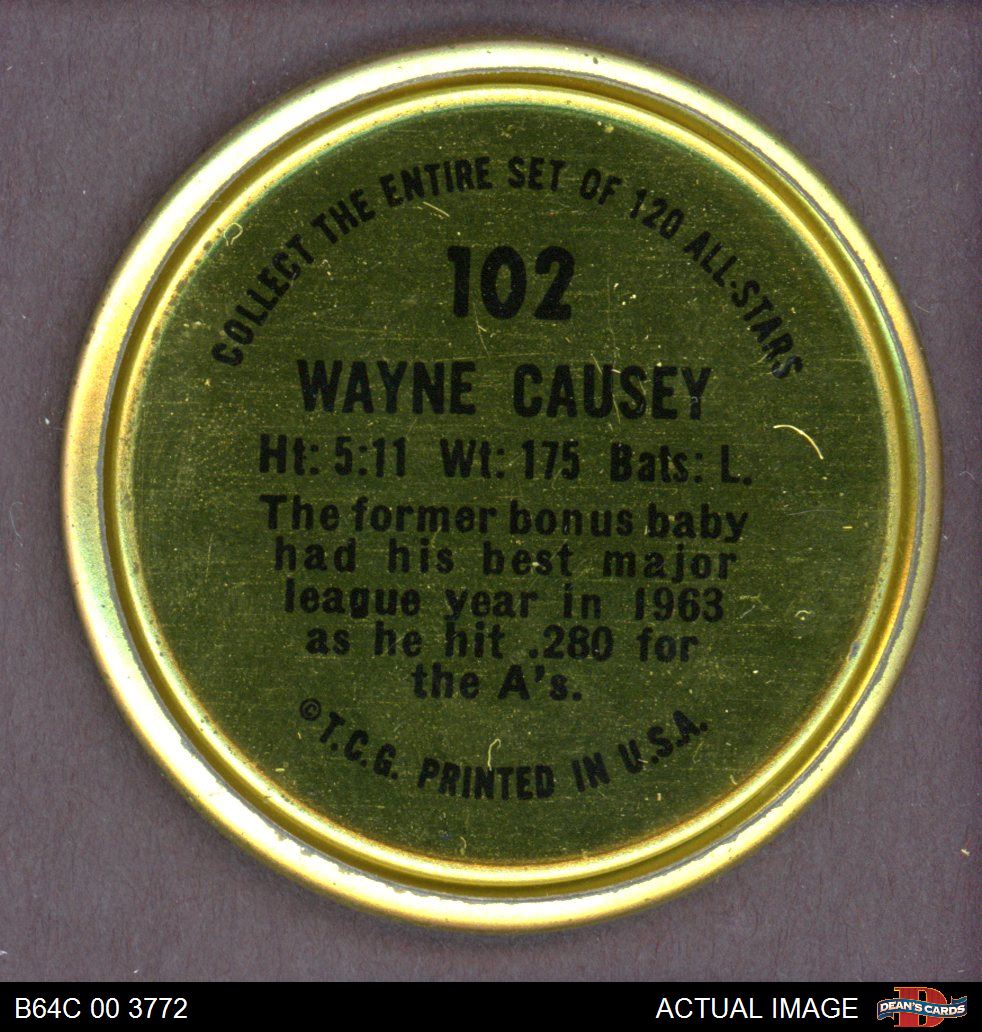 COLLECT THE ENTIRE SET OF 120 ALL-STARS
102
WAYNE CAUSEY
Ht: 5:11 Wt: 175 Bats: L.
The former bonus baby
had his best major
league year in 1963
as he hit .280 for
the A's.
©T.C.G. PRINTED IN U.S.A.
B64C 00 3772
ACTUAL IMAGE
DEAN'S CARDS